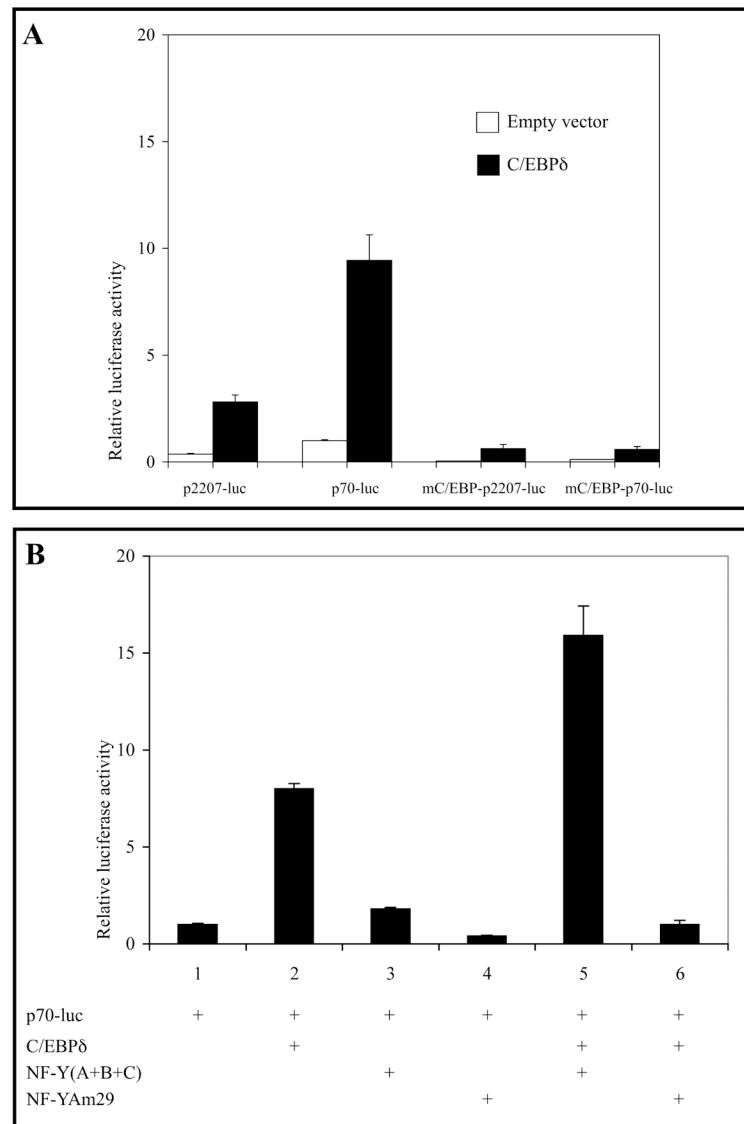 A
20
15
10
5
0
Relative luciferase activity
Empty vector
C/EBPδ
p2207-luc p70-luc mC/EBP-p2207-luc mC/EBP-p70-luc
B
20
15
10
5
0
Relative luciferase activity
1 2 3 4 5 6
p70-luc + + + + + +
C/EBPδ + + +
NF-Y(A+B+C) + +
NF-YAm29 + +